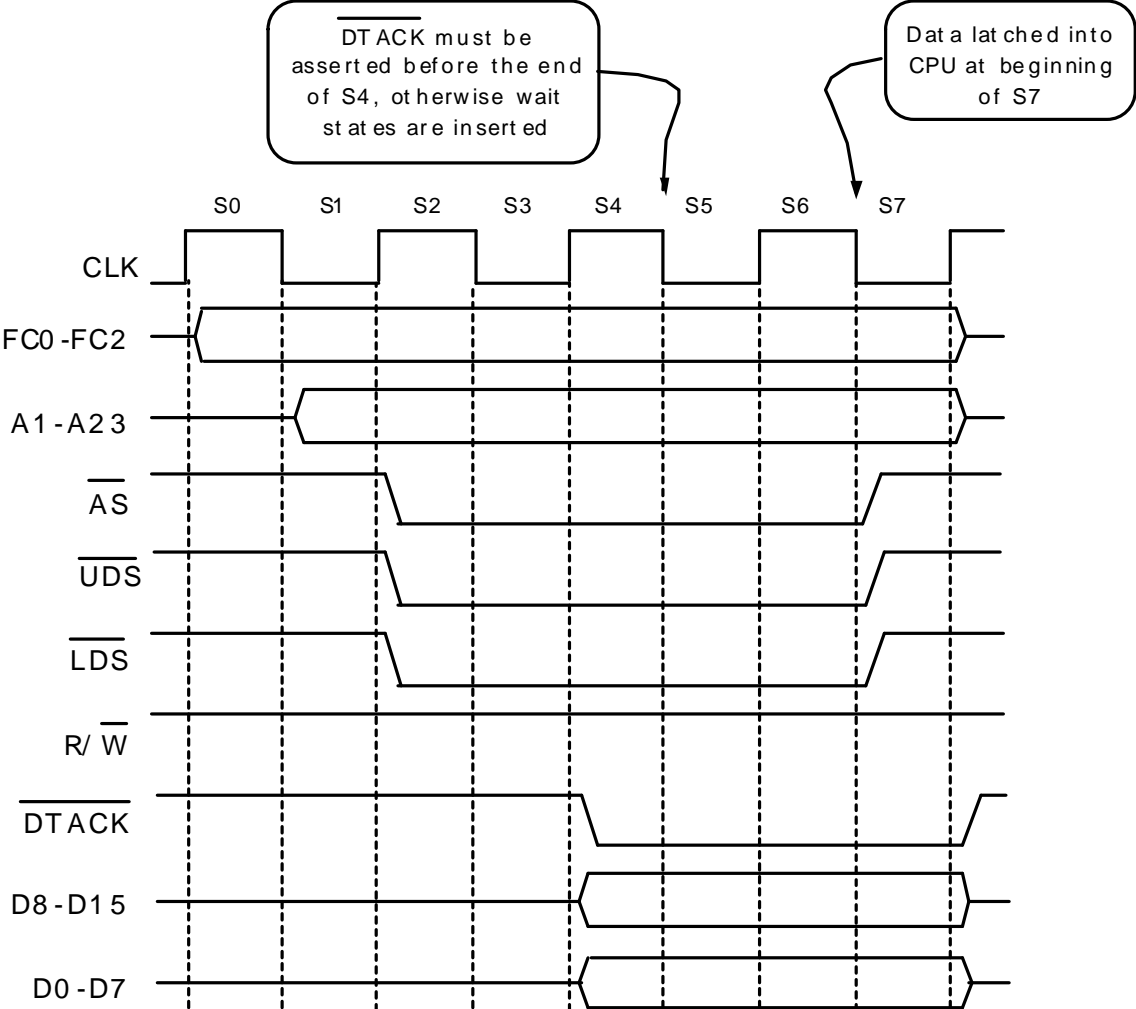 DTACK must be
asserted before the end
of S4, otherwise wait
states are inserted
Data latched into
CPU at beginning
of S7
S0 S1 S2 S3 S4 S5 S6 S7
CLK
FC0-FC2
A1-A23
AS
UDS
LDS
R/ W
DTACK
D8-D15
D0-D7